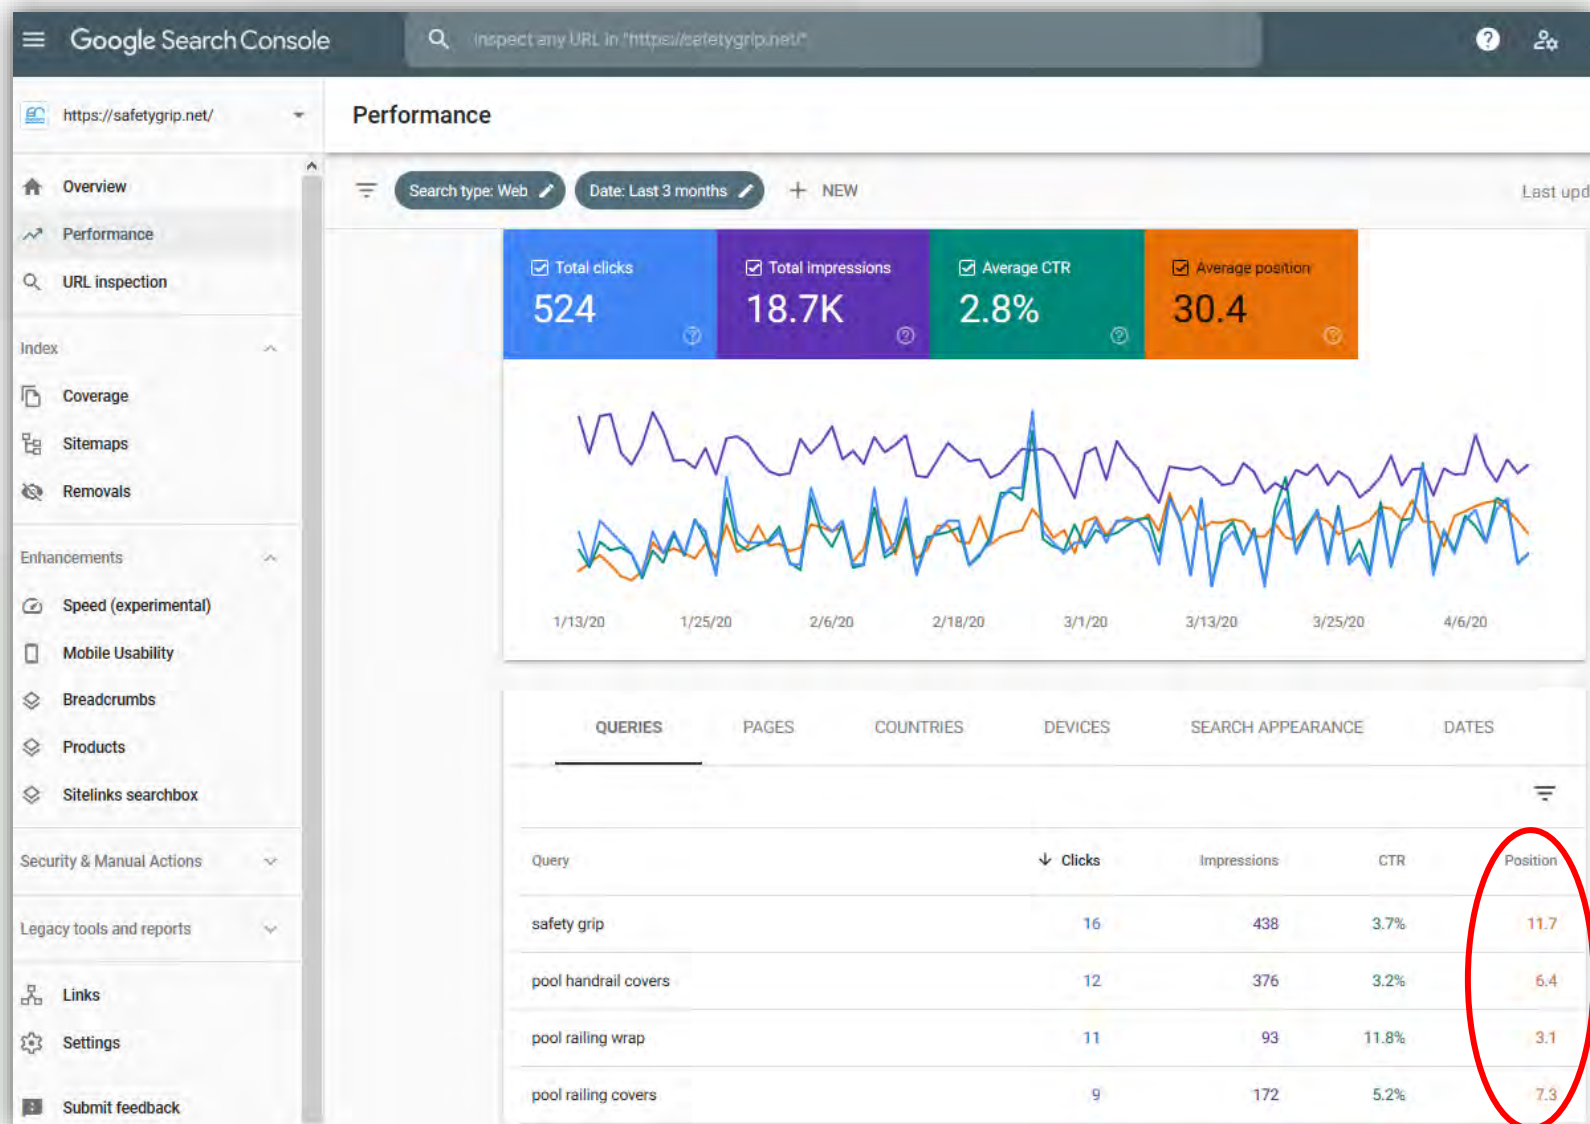 Google Search Console
Inspect any URL in "https://safetygrip.net/"
https://safetygrip.net/
Performance
Overview
Performance
URL inspection
Index
Coverage
Sitemaps
Removals
Enhancements
Speed (experimental)
Mobile Usability
Breadcrumbs
Products
Sitelinks searchbox
Security & Manual Actions
Legacy tools and reports
Links
Settings
Submit feedback
Search type: Web
Date: Last 3 months
+ NEW
Last upd
Total clicks
524
Total impressions
18.7K
Average CTR
2.8%
Average position
30.4
1/13/20 1/25/20 2/6/20 2/18/20 3/1/20 3/13/20 3/25/20 4/6/20
QUERIES PAGES COUNTRIES DEVICES SEARCH APPEARANCE DATES
Query Clicks Impressions CTR Position
safety grip 16 438 3.7% 11.7
pool handrail covers 12 376 3.2% 6.4
pool railing wrap 11 93 11.8% 3.1
pool railing covers 9 172 5.2% 7.3